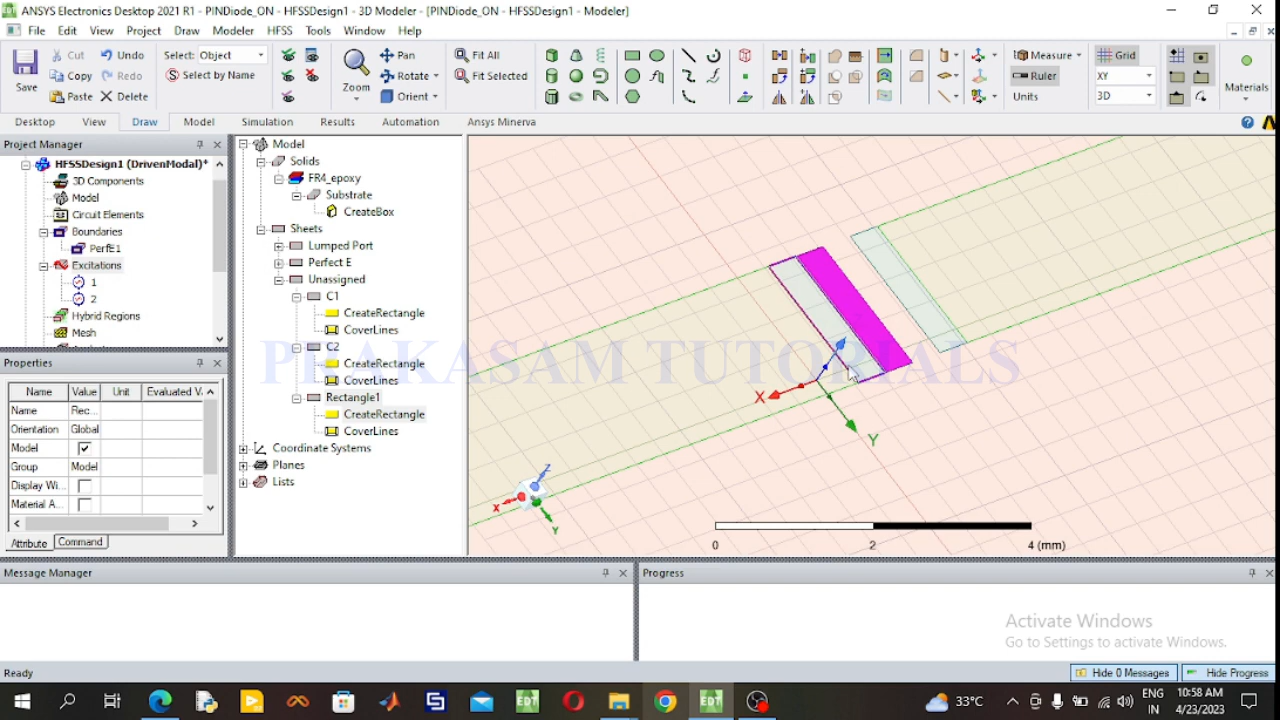 ANSYS Electronics Desktop 2021 R1 - PINDiode_ON - HFSSDesign1 - 3D Modeler - [PINDiode_ON - HFSSDesign1 - Modeler]
File Edit View Project Draw Modeler HFSS Tools Window Help
Save
Cut
Copy
Paste
Undo
Redo
Delete
Select: Object
Select by Name
Zoom
Pan
Rotate
Orient
Fit All
Fit Selected
Measure
Ruler
Units
Grid
XY
3D
Materials
Desktop View Draw Model Simulation Results Automation Ansys Minerva
Project Manager
HFSSDesign1 (DrivenModal)*
3D Components
Model
Circuit Elements
Boundaries
PerfE1
Excitations
1
2
Hybrid Regions
Mesh
Properties
Name Value Unit Evaluated V.
Name Rec...
Orientation Global
Model
Group Model
Display Wi...
Material A...
Attribute Command
Model
Solids
FR4_epoxy
Substrate
CreateBox
Sheets
Lumped Port
Perfect E
Unassigned
C1
CreateRectangle
CoverLines
C2
CreateRectangle
CoverLines
Rectangle1
CreateRectangle
CoverLines
Coordinate Systems
Planes
Lists
PRAKASAM TUTORIALS
X
Y
Z
X
Y
0 2 4 (mm)
Message Manager
Progress
Activate Windows
Go to Settings to activate Windows.
Ready
Hide 0 Messages Hide Progress
33°C
ENG
IN
10:58 AM
4/23/2023